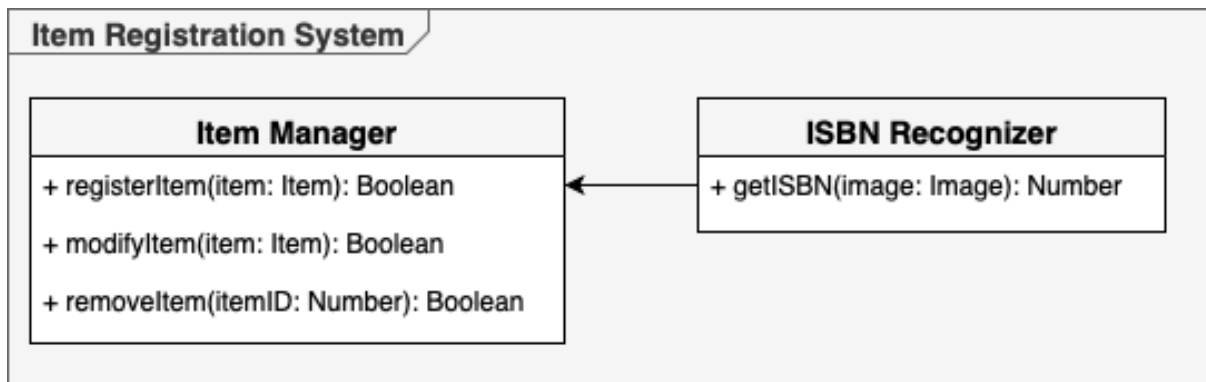 Item Registration System
Item Manager
+ registerItem(item: Item): Boolean
+ modifyItem(item: Item): Boolean
+ removeItem(itemID: Number): Boolean
ISBN Recognizer
+ getISBN(image: Image): Number